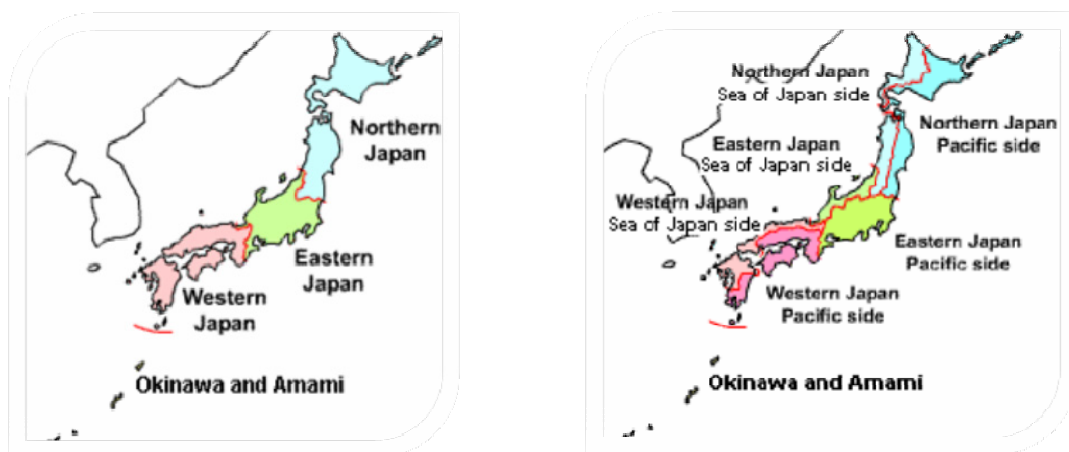 Northern
Japan
Eastern
Japan
Western
Japan
Okinawa and Amami
Northern Japan
Sea of Japan side
Northern Japan
Pacific side
Eastern Japan
Sea of Japan side
Western Japan
Sea of Japan side
Eastern Japan
Pacific side
Western Japan
Pacific side
Okinawa and Amami